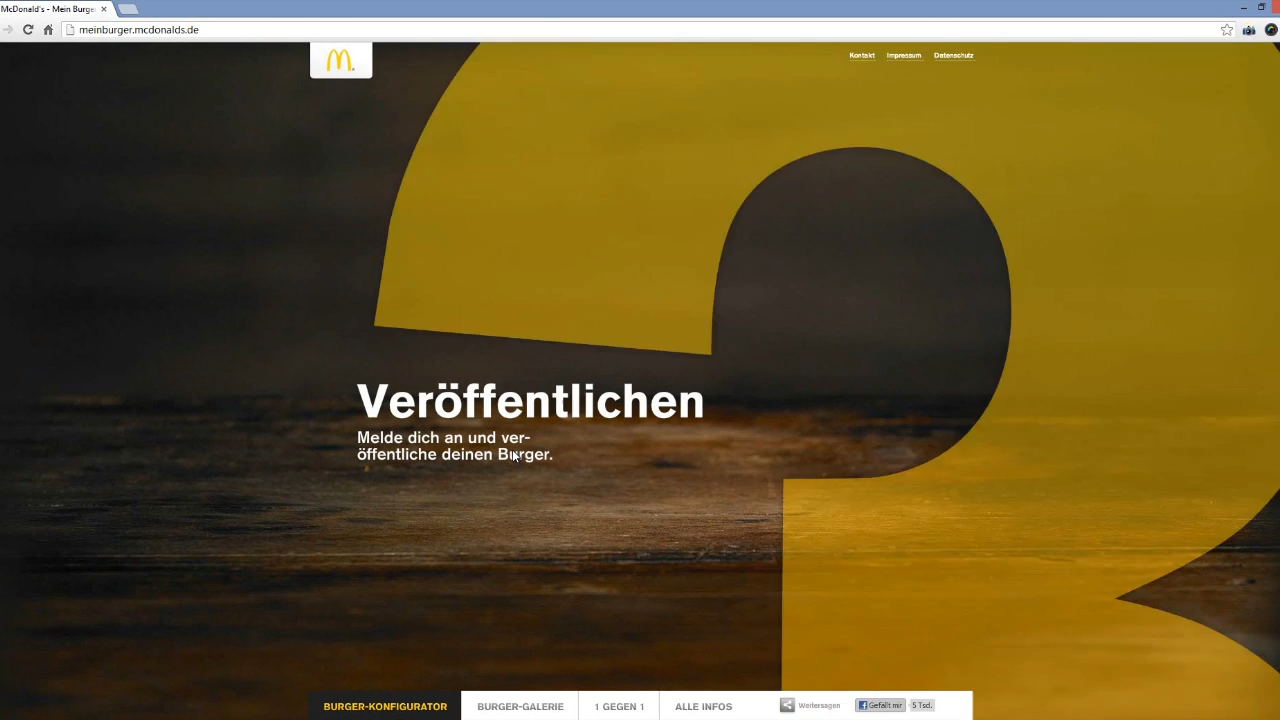 McDonald's - Mein Burge
meinburger.mcdonalds.de
Kontakt Impressum Datenschutz
Veröffentlichen
Melde dich an und ver-
öffentliche deinen Burger.
BURGER-KONFIGURATOR BURGER-GALERIE 1 GEGEN 1 ALLE INFOS Weitersagen Gefällt mir 5 Tsd.